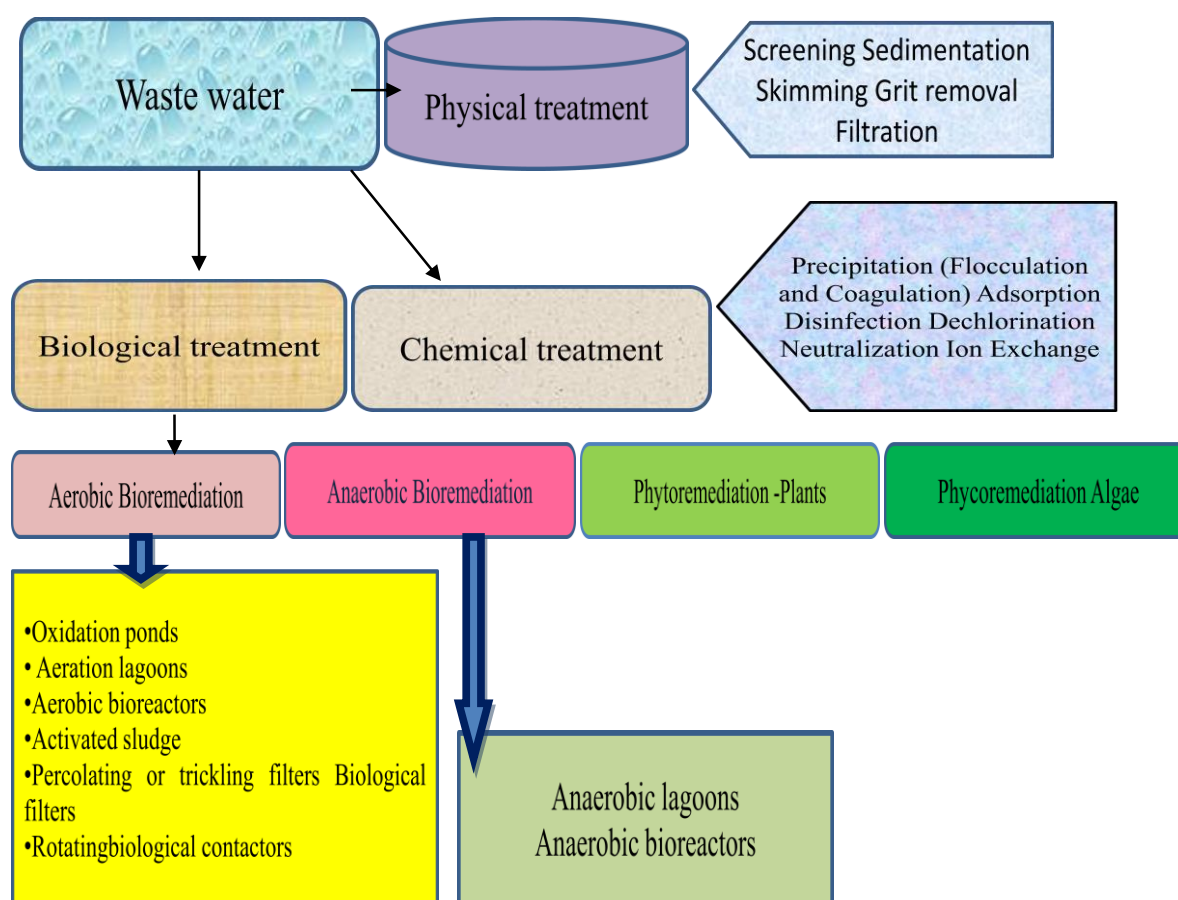 Waste water
Physical treatment
Screening Sedimentation
Skimming Grit removal
Filtration
Biological treatment
Chemical treatment
Precipitation (Flocculation
and Coagulation) Adsorption
Disinfection Dechlorination
Neutralization Ion Exchange
Aerobic Bioremediation
Anaerobic Bioremediation
Phytoremediation -Plants
Phycoremediation Algae
•Oxidation ponds
• Aeration lagoons
•Aerobic bioreactors
•Activated sludge
•Percolating or trickling filters Biological
filters
•Rotatingbiological contactors
Anaerobic lagoons
Anaerobic bioreactors